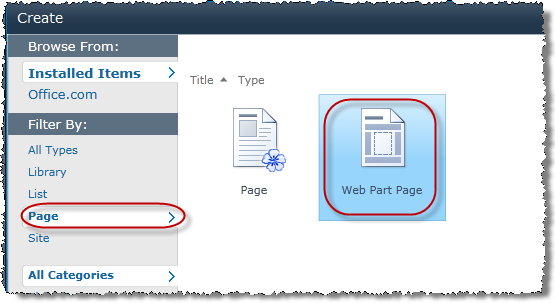 Create
Browse From:
Installed Items
Office.com
Filter By:
All Types
Library
List
Page
Site
All Categories
Title Type
Page
Web Part Page